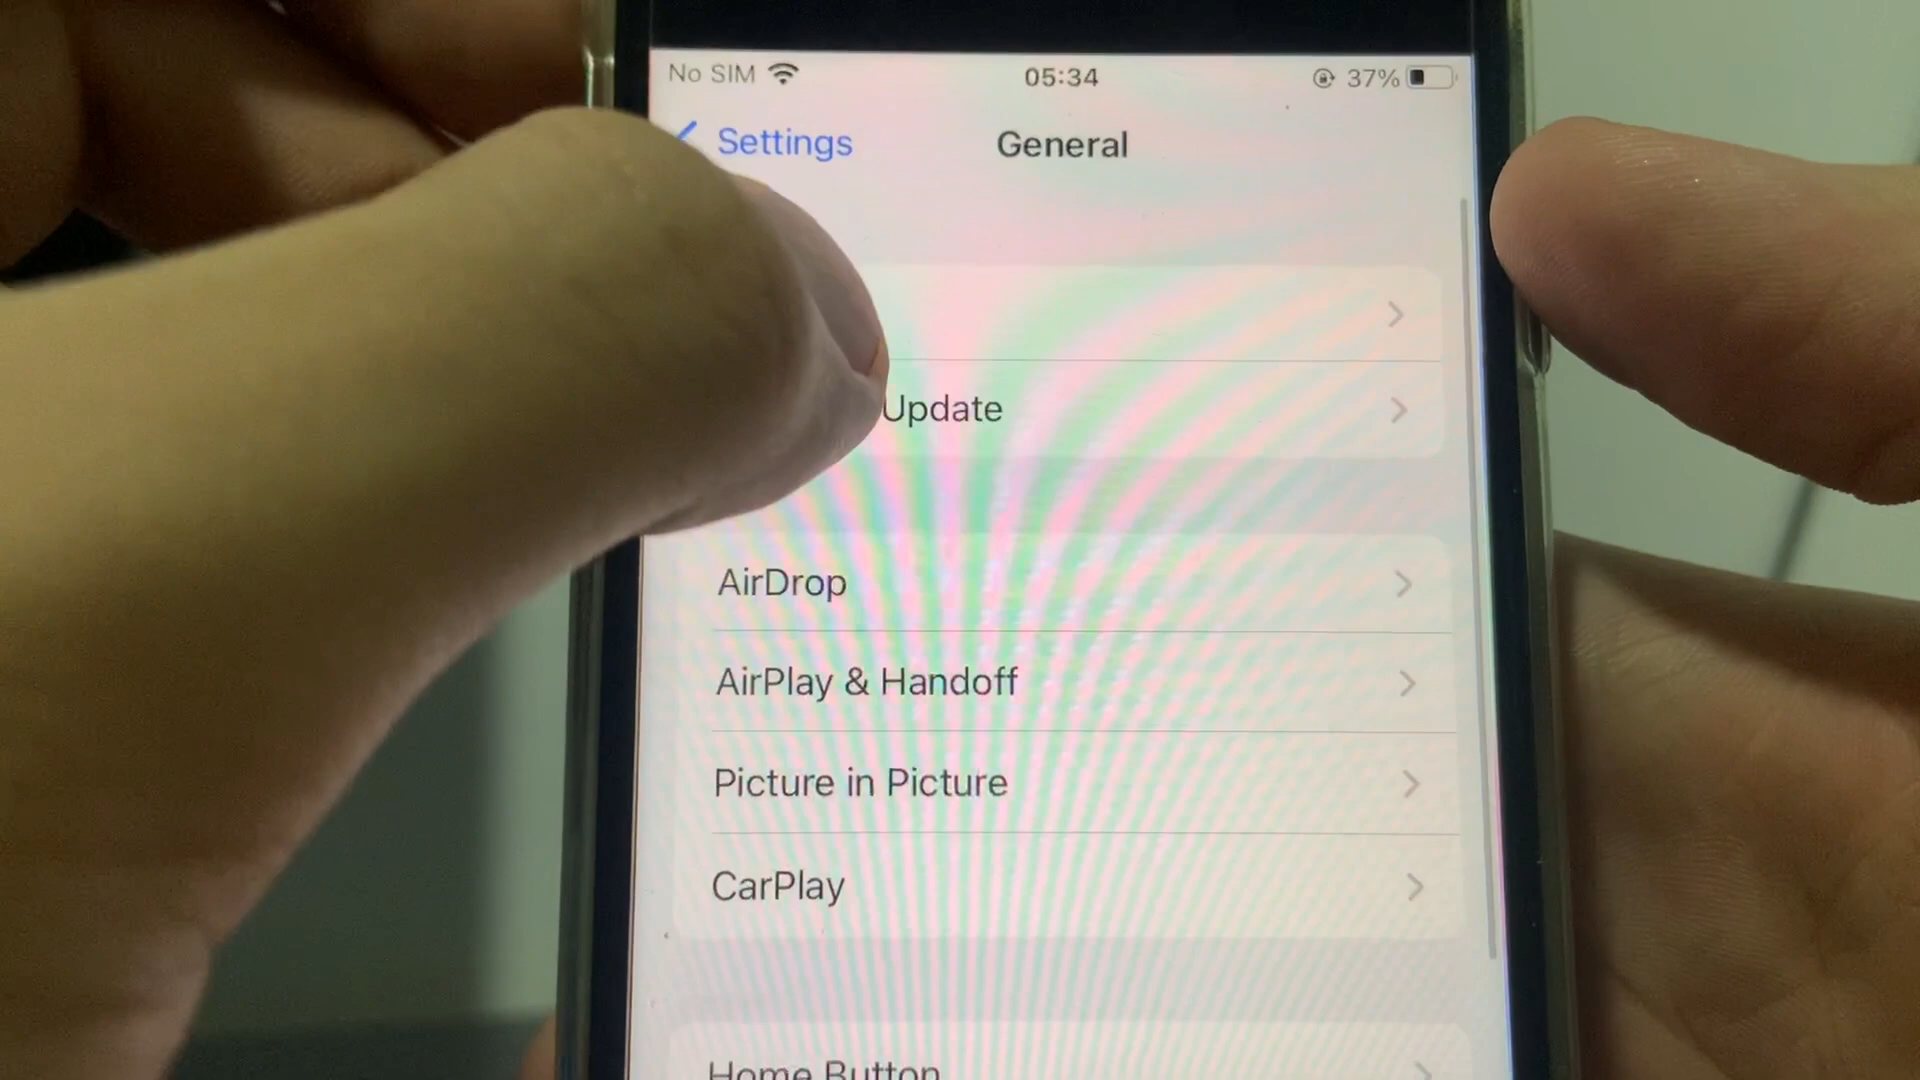 No SIM 05:34 37%
Settings General
Update
AirDrop
AirPlay & Handoff
Picture in Picture
CarPlay
Home Button